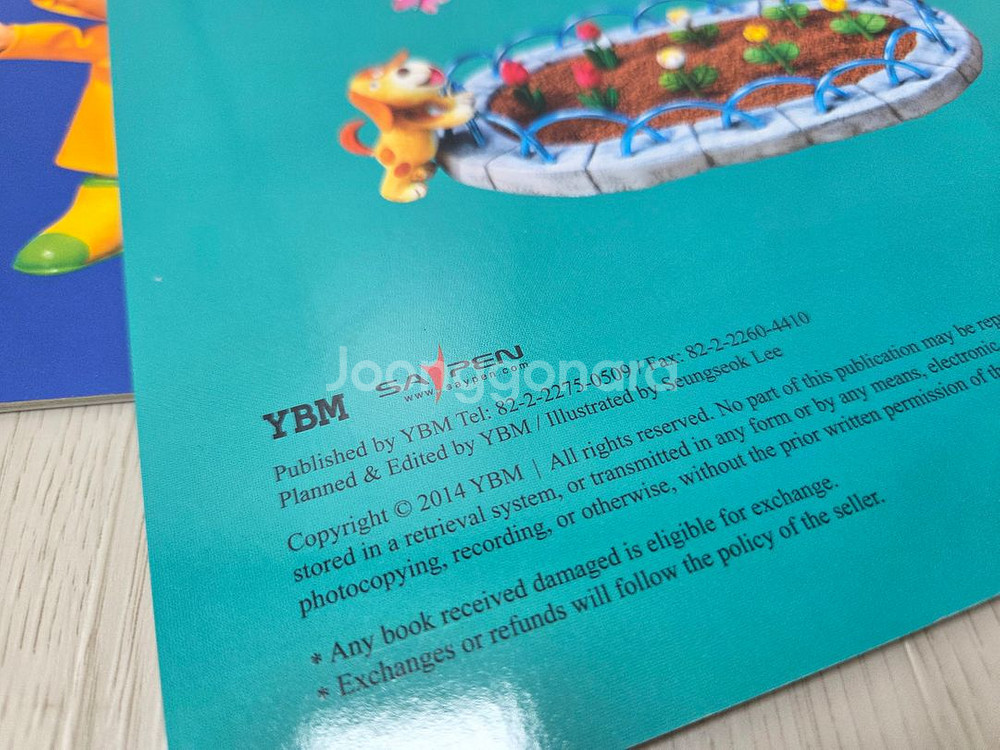 Joonggonara
SAYPEN
www.saypen.com
YBM
Published by YBM Tel: 82-2-2275-0509 Fax: 82-2-2260-4410
Planned & Edited by YBM / Illustrated by Seungseok Lee
Copyright © 2014 YBM | All rights reserved. No part of this publication may be
stored in a retrieval system, or transmitted in any form or by any means, electronic,
photocopying, recording, or otherwise, without the prior written permission of
* Any book received damaged is eligible for exchange.
* Exchanges or refunds will follow the policy of the seller.